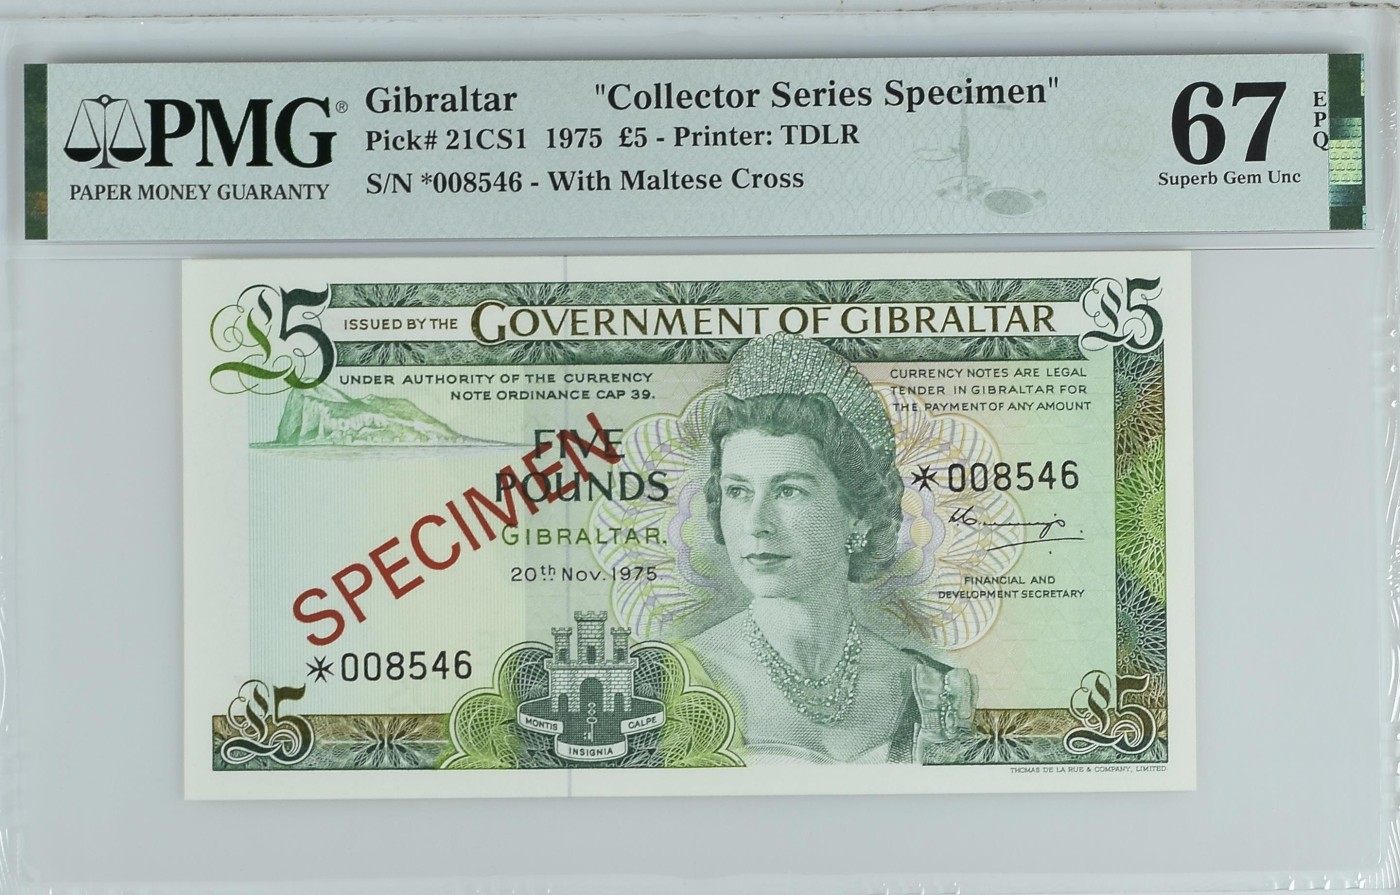 PMG®
PAPER MONEY GUARANTY
Gibraltar "Collector Series Specimen"
Pick# 21CS1 1975 £5 - Printer: TDLR
S/N *008546 - With Maltese Cross
67
EPQ
Superb Gem Unc
£5
ISSUED BY THE GOVERNMENT OF GIBRALTAR
£5
UNDER AUTHORITY OF THE CURRENCY
NOTE ORDINANCE CAP 39.
CURRENCY NOTES ARE LEGAL
TENDER IN GIBRALTAR FOR
THE PAYMENT OF ANY AMOUNT
FIVE
POUNDS
SPECIMEN
GIBRALTAR.
20th Nov. 1975.
✠008546
FINANCIAL AND
DEVELOPMENT SECRETARY
✠008546
MONTIS
CALPE
INSIGNIA
£5
£5
THOMAS DE LA RUE & COMPANY, LIMITED